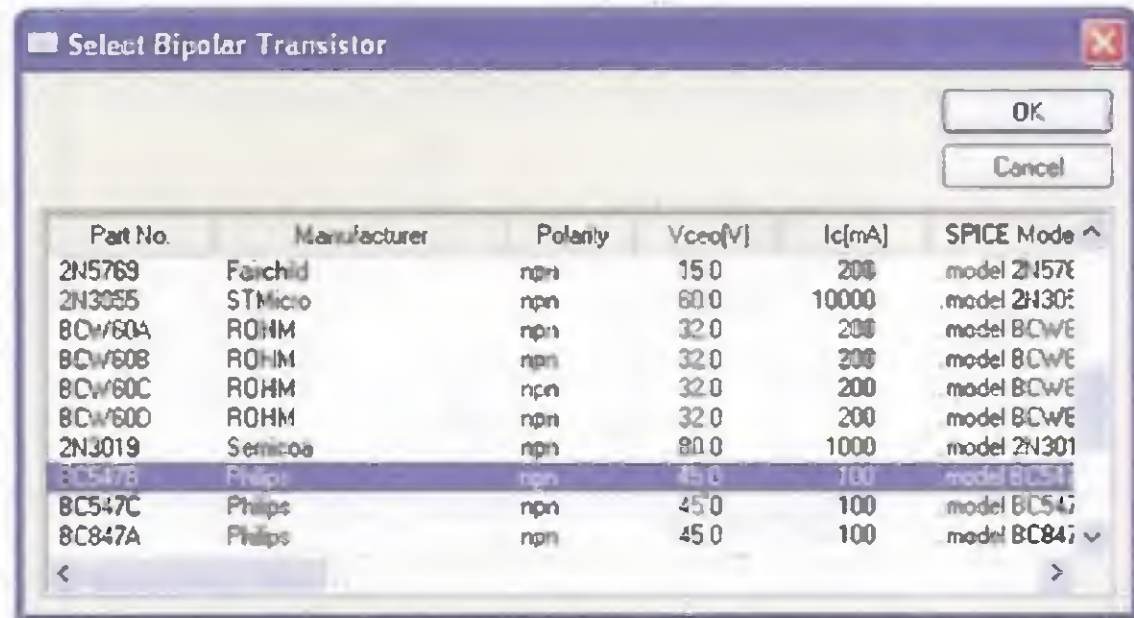 Select Bipolar Transistor
OK
Cancel
Part No. Manufacturer Polarity Vceo[V] Ic[mA] SPICE Mode
2N5769 Fairchild npn 15.0 200 .model 2N576
2N3055 STMicro npn 60.0 10000 .model 2N305
BCW60A ROHM npn 32.0 200 .model BCW6
BCW60B ROHM npn 32.0 200 .model BCW6
BCW60C ROHM npn 32.0 200 .model BCW6
BCW60D ROHM npn 32.0 200 .model BCW6
2N3019 Semicoa npn 80.0 1000 .model 2N301
BC547B Philips npn 45.0 100 .model BC547
BC547C Philips npn 45.0 100 .model BC547
BC847A Philips npn 45.0 100 .model BC847